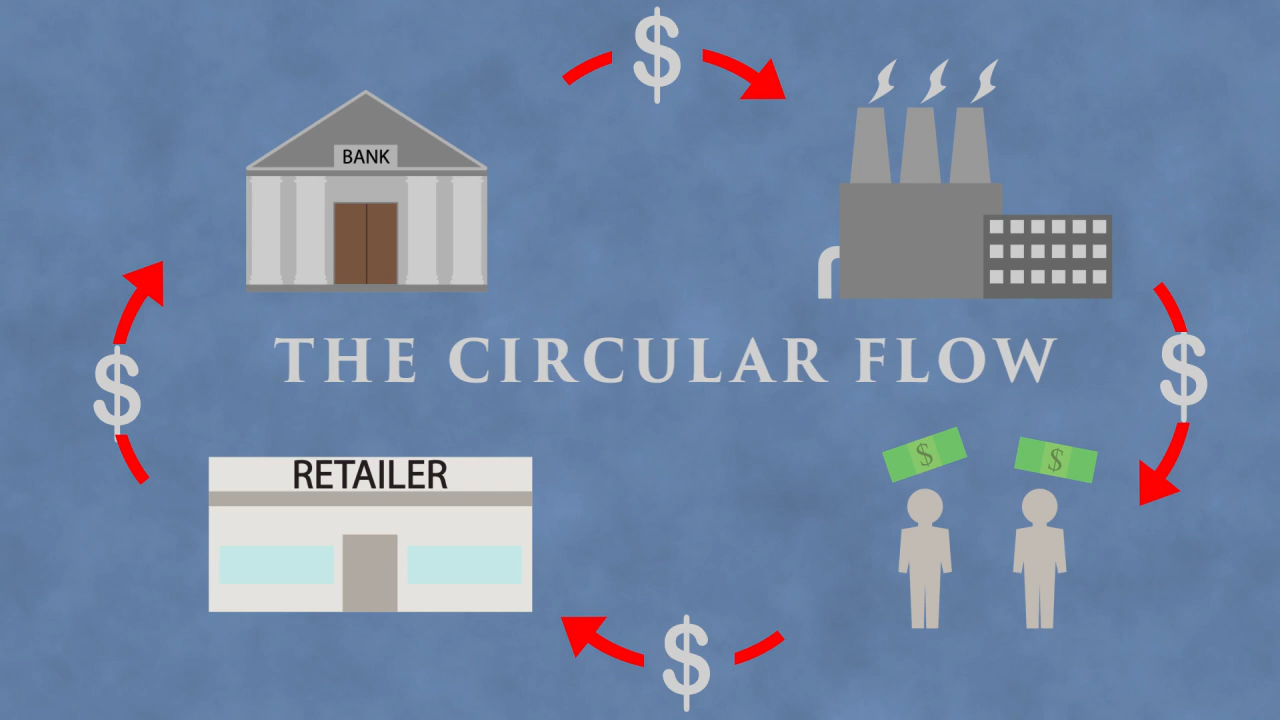 $
BANK
THE CIRCULAR FLOW
$
$
$
$
RETAILER
$